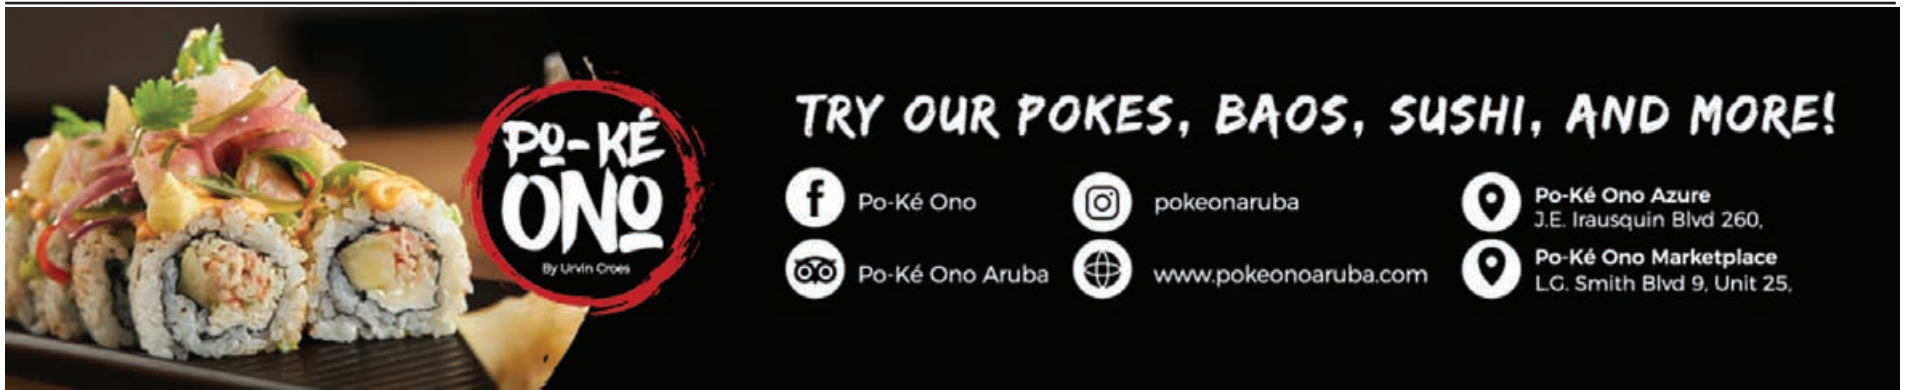 PO-KÉ
ONO
By Urvin Croes
TRY OUR POKES, BAOS, SUSHI, AND MORE!
Po-Ké Ono
Po-Ké Ono Aruba
pokeonaruba
www.pokeonoaruba.com
Po-Ké Ono Azure
J.E. Irausquin Blvd 260,
Po-Ké Ono Marketplace
L.G. Smith Blvd 9, Unit 25,